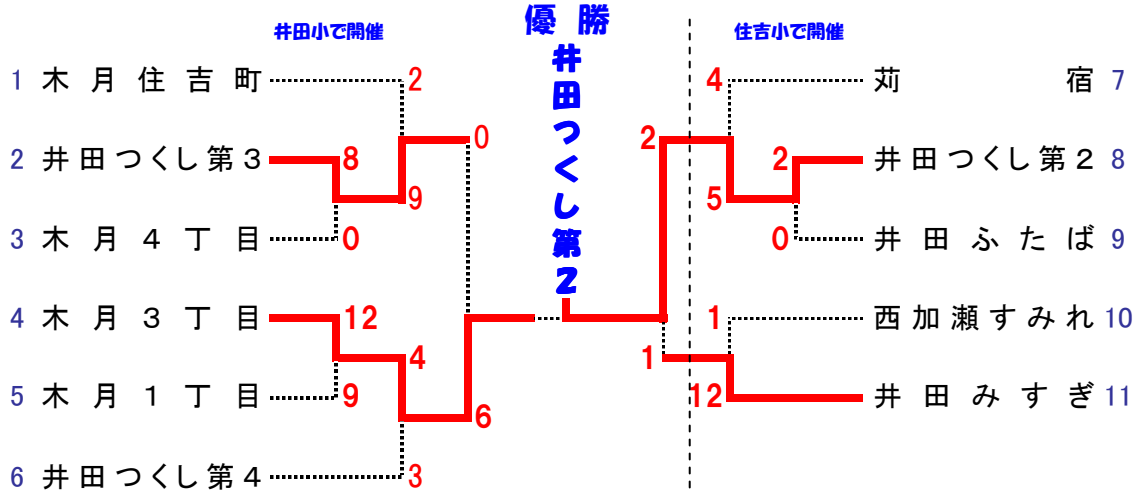 優勝
井田つくし第2
井田小で開催
住吉小で開催
1 木月住吉町 2
0
2 井田つくし第3 8
9
3 木月4丁目 0
4 木月3丁目 12
4
5 木月1丁目 9
6
6 井田つくし第4 3
4 苅宿 7
2
2 井田つくし第2 8
5
0 井田ふたば 9
1 西加瀬すみれ 10
1
12 井田みすぎ 11